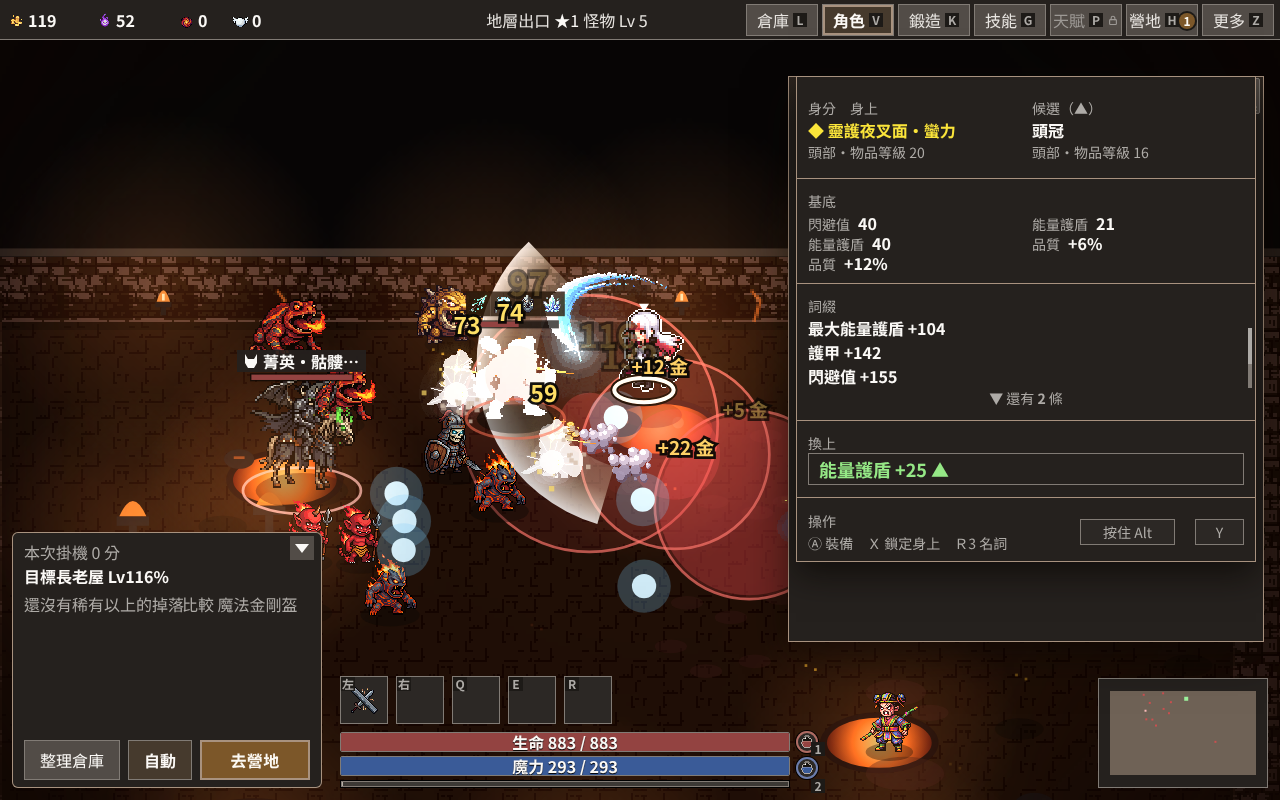 119 52 0 0 地層出口 ★1 怪物 Lv 5 倉庫 L 角色 V 鍛造 K 技能 G 天賦 P 營地 H 1 更多 Z
身分 身上 候選（▲）
◆ 靈護夜叉面・蠻力 頭冠
頭部・物品等級 20 頭部・物品等級 16
基底
閃避值 40 能量護盾 21
能量護盾 40 品質 +6%
品質 +12%
詞綴
最大能量護盾 +104
護甲 +142
閃避值 +155
▼ 還有 2 條
換上
能量護盾 +25 ▲
操作
Ⓐ 裝備 X 鎖定身上 R3 名詞 按住 Alt Y
97
74
73
59
+12 金
+5 金
+22 金
菁英・骷髏…
本次掛機 0 分
目標長老屋 Lv116%
還沒有稀有以上的掉落比較 魔法金剛盔
整理倉庫 自動 去營地
左 右 Q E R
生命 883 / 883 1
魔力 293 / 293 2